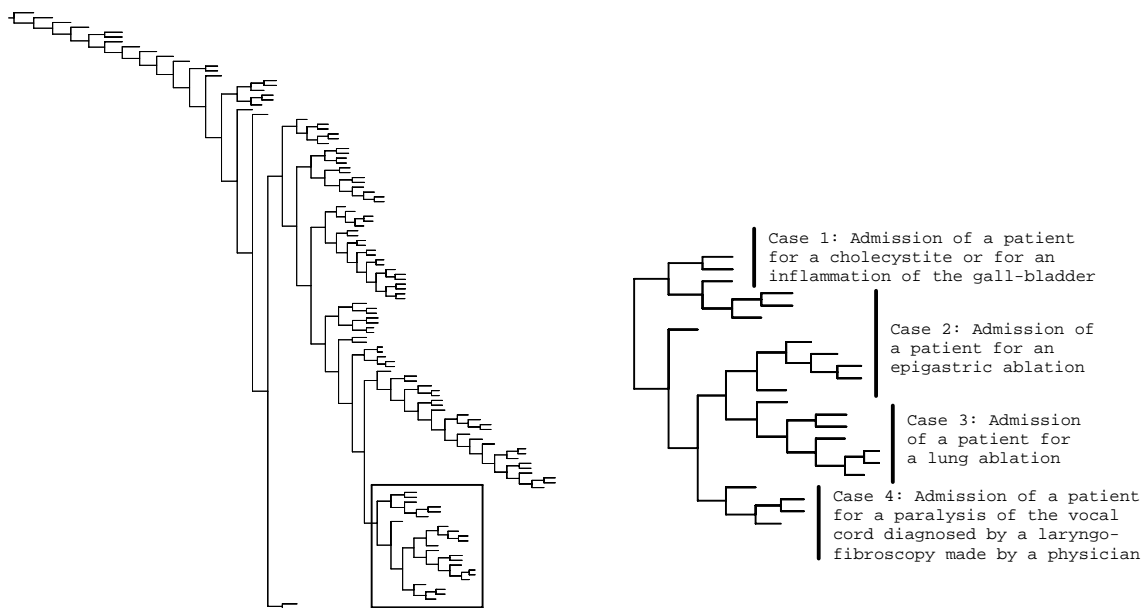 Case 1: Admission of a patient
for a cholecystite or for an
inflammation of the gall-bladder
Case 2: Admission of
a patient for an
epigastric ablation
Case 3: Admission
of a patient for
a lung ablation
Case 4: Admission of a patient
for a paralysis of the vocal
cord diagnosed by a laryngo-
fibroscopy made by a physician